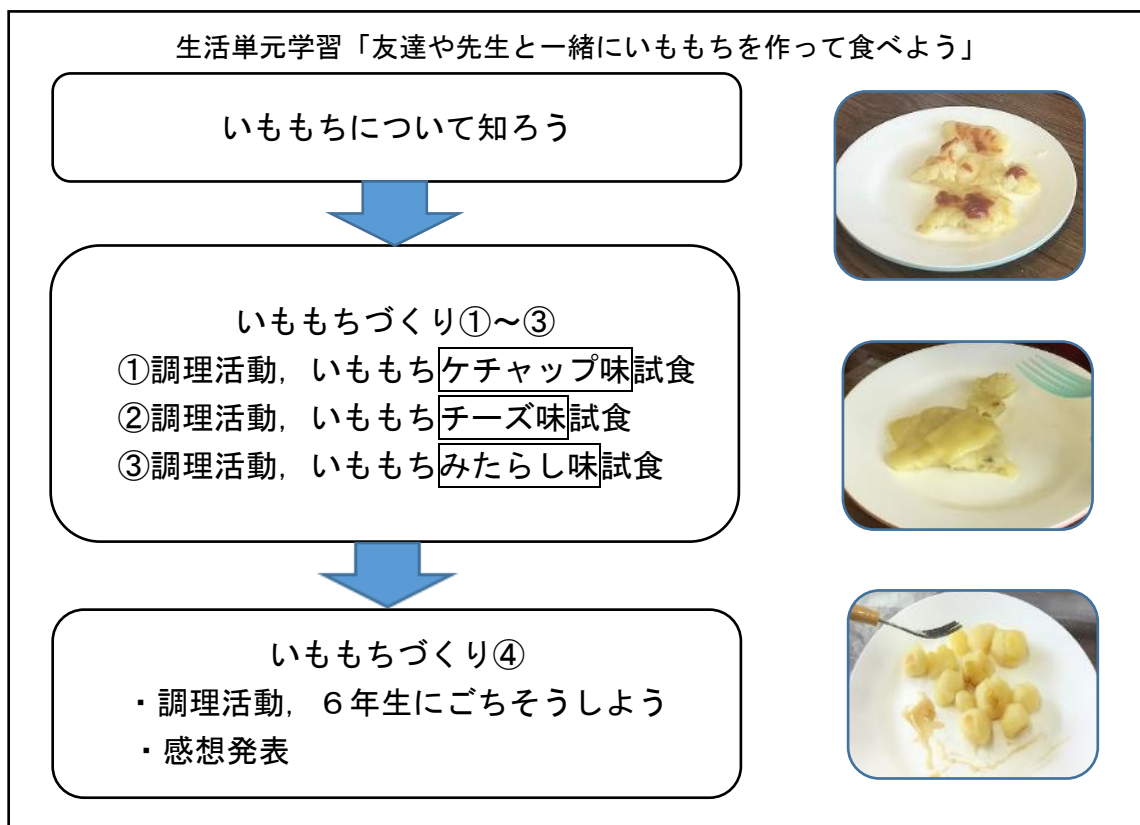 生活単元学習「友達や先生と一緒にいももちを作って食べよう」
いももちについて知ろう
いももちづくり①～③
①調理活動，いももちケチャップ味試食
②調理活動，いももちチーズ味試食
③調理活動，いももちみたらし味試食
いももちづくり④
・調理活動，６年生にごちそうしよう
・感想発表